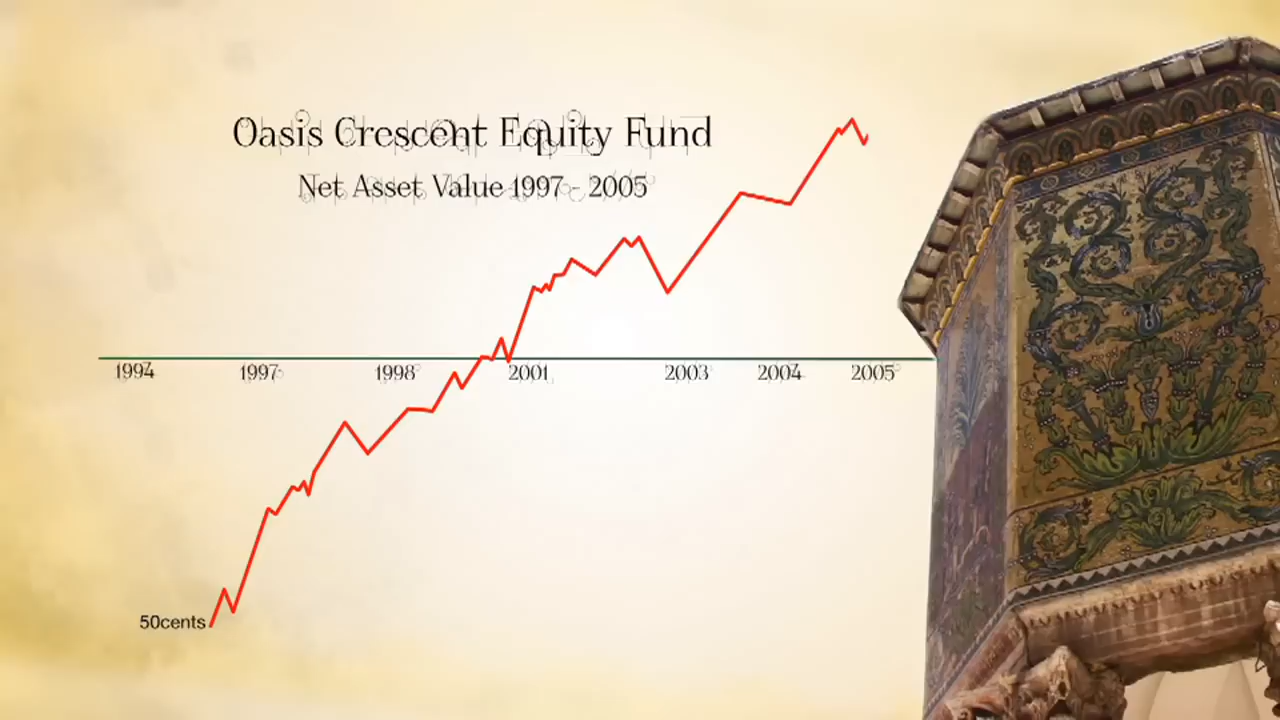 Oasis Crescent Equity Fund
Net Asset Value 1997 - 2005
1994 1997 1998 2001 2003 2004 2005
50cents